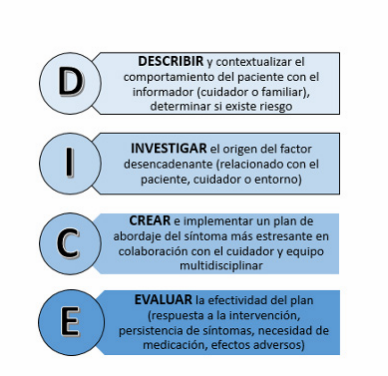 D
DESCRIBIR y contextualizar el
comportamiento del paciente con el
informador (cuidador o familiar),
determinar si existe riesgo
I
INVESTIGAR el origen del factor
desencadenante (relacionado con el
paciente, cuidador o entorno)
C
CREAR e implementar un plan de
abordaje del síntoma más estresante en
colaboración con el cuidador y equipo
multidisciplinar
E
EVALUAR la efectividad del plan
(respuesta a la intervención,
persistencia de síntomas, necesidad de
medicación, efectos adversos)